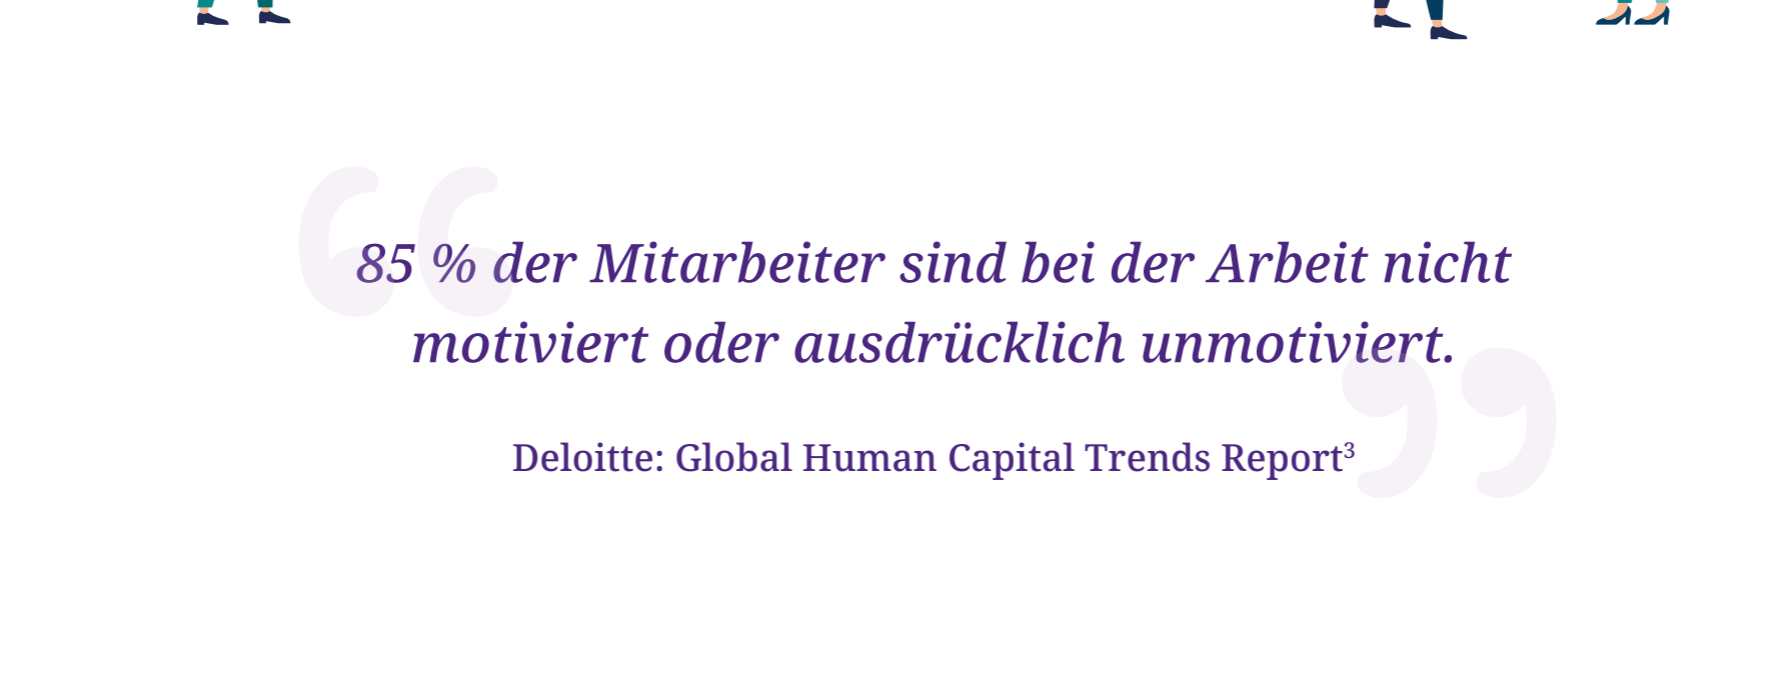 85 % der Mitarbeiter sind bei der Arbeit nicht
motiviert oder ausdrücklich unmotiviert.
Deloitte: Global Human Capital Trends Report³